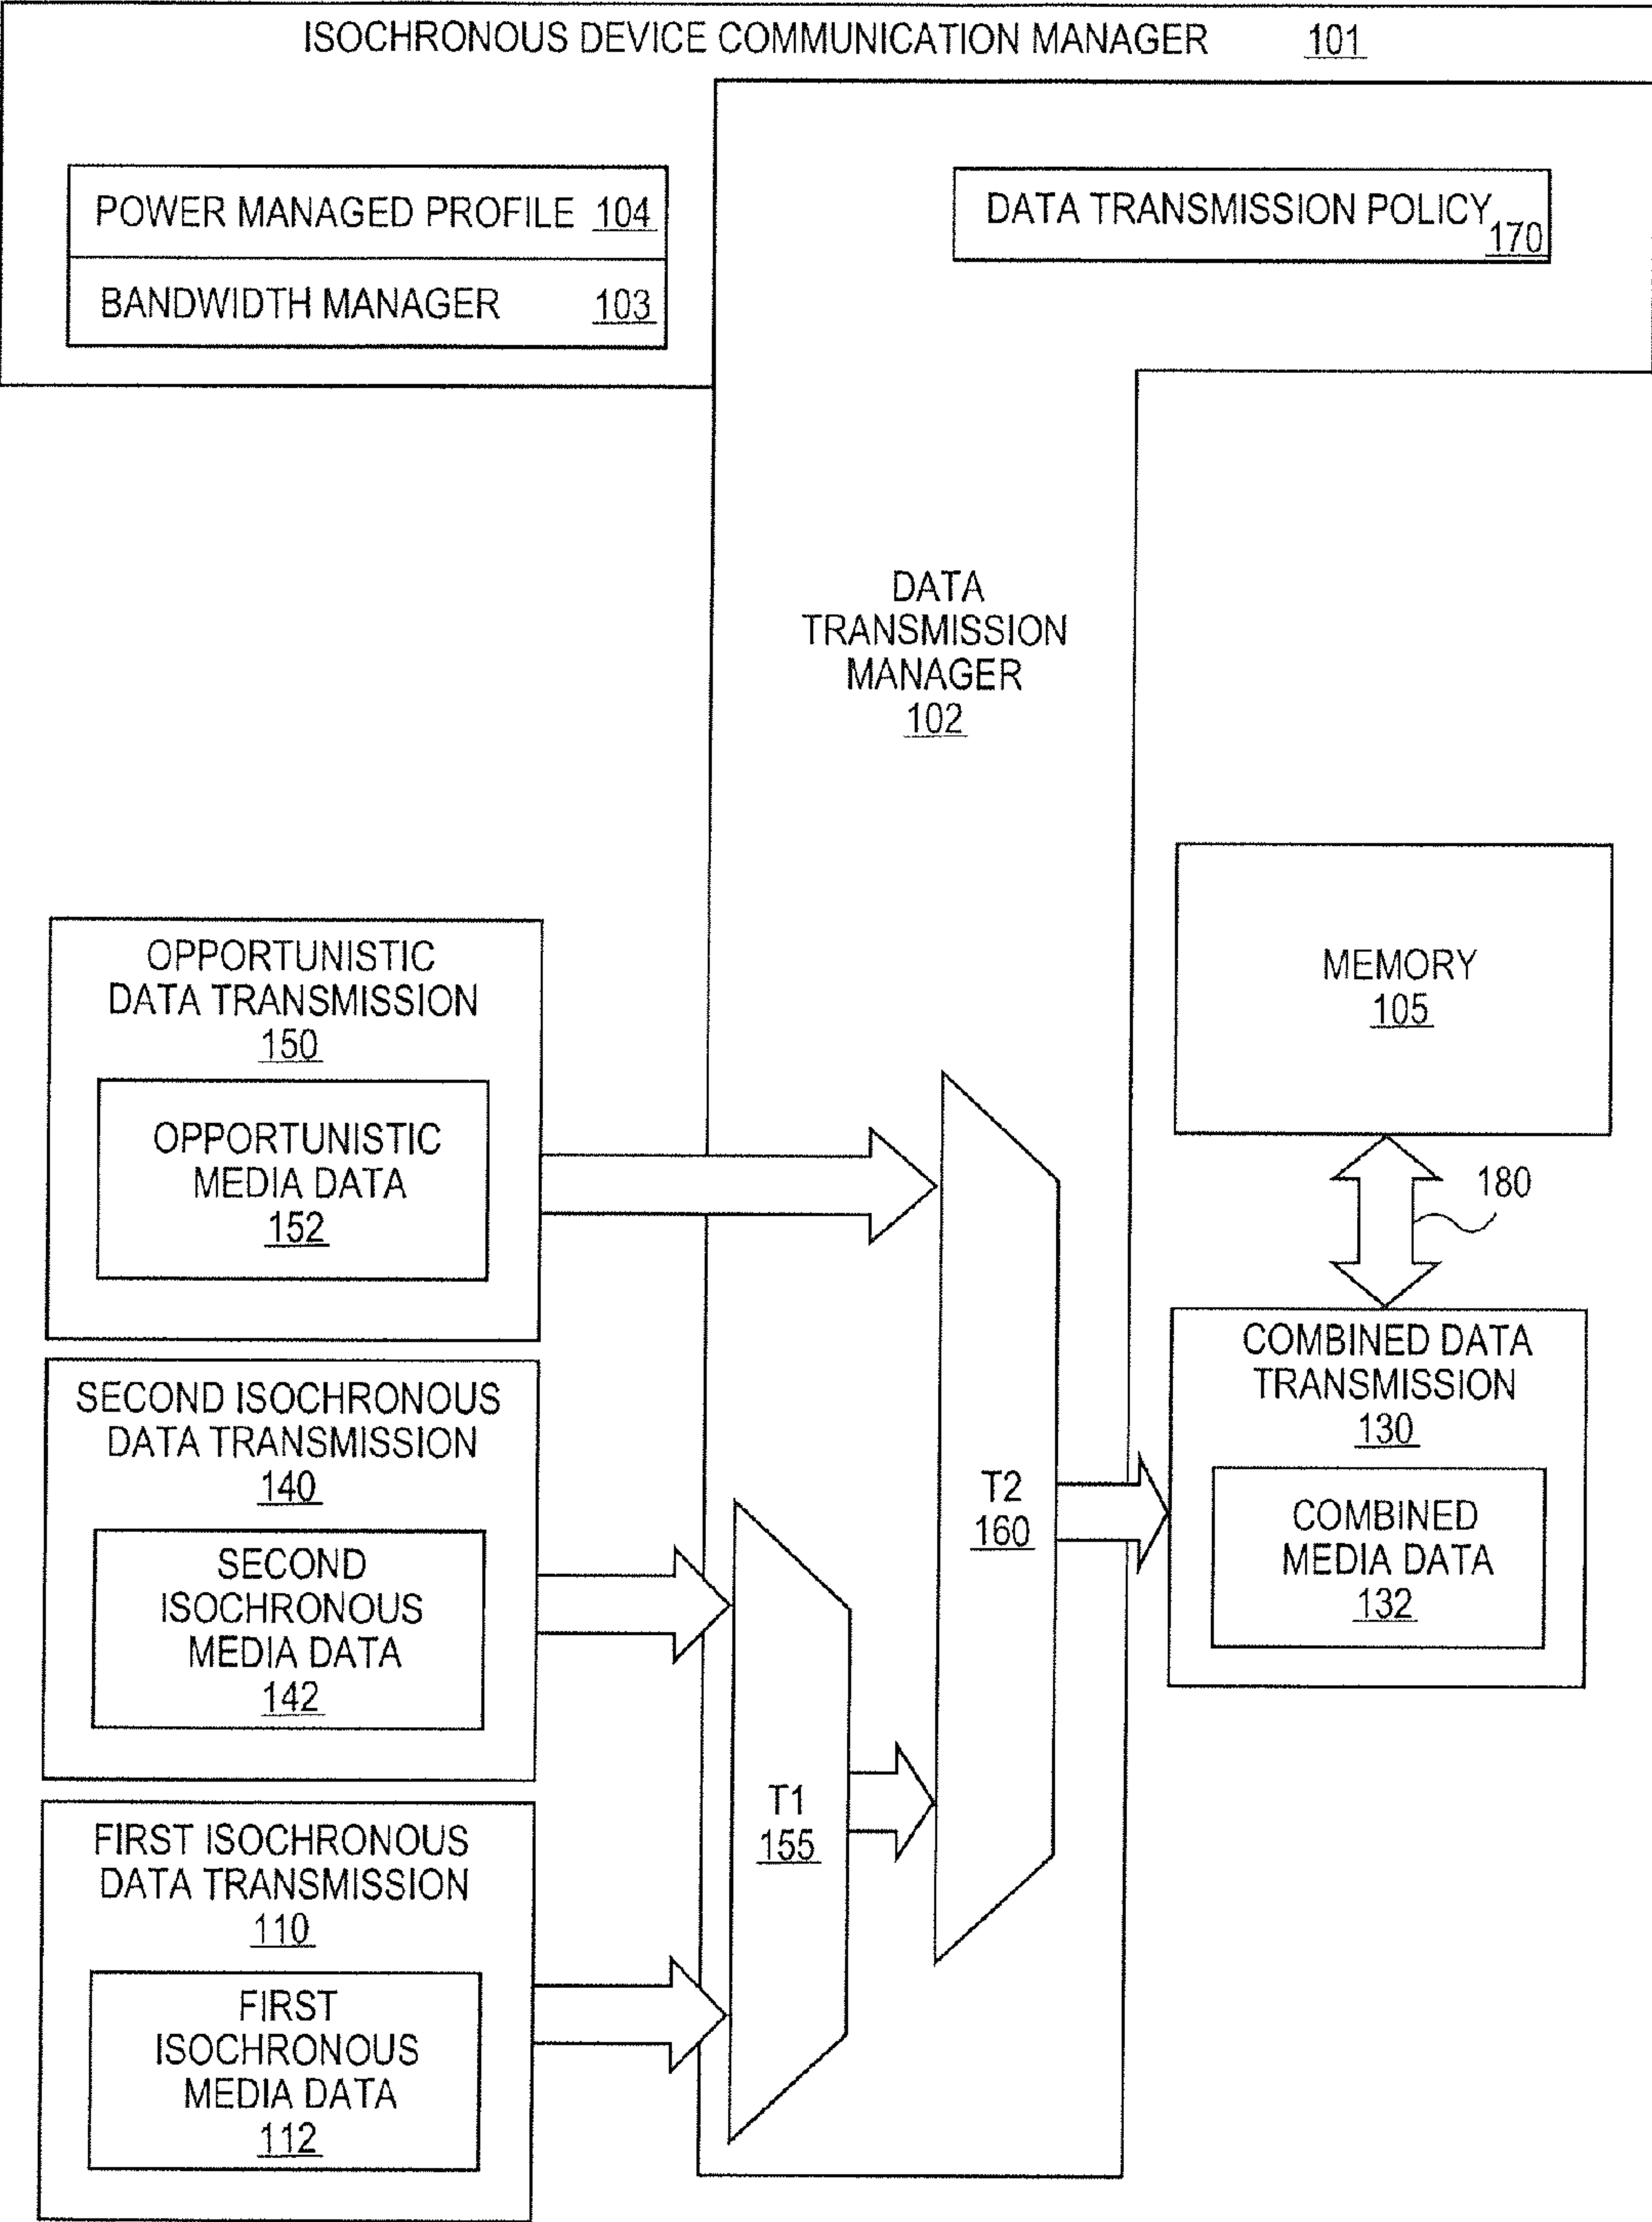 ISOCHRONOUS DEVICE COMMUNICATION MANAGER 101
POWER MANAGED PROFILE 104
BANDWIDTH MANAGER 103
DATA TRANSMISSION POLICY 170
DATA
TRANSMISSION
MANAGER
102
OPPORTUNISTIC
DATA TRANSMISSION
150
OPPORTUNISTIC
MEDIA DATA
152
MEMORY
105
180
SECOND ISOCHRONOUS
DATA TRANSMISSION
140
SECOND
ISOCHRONOUS
MEDIA DATA
142
COMBINED DATA
TRANSMISSION
130
COMBINED
MEDIA DATA
132
T2
160
T1
155
FIRST ISOCHRONOUS
DATA TRANSMISSION
110
FIRST
ISOCHRONOUS
MEDIA DATA
112